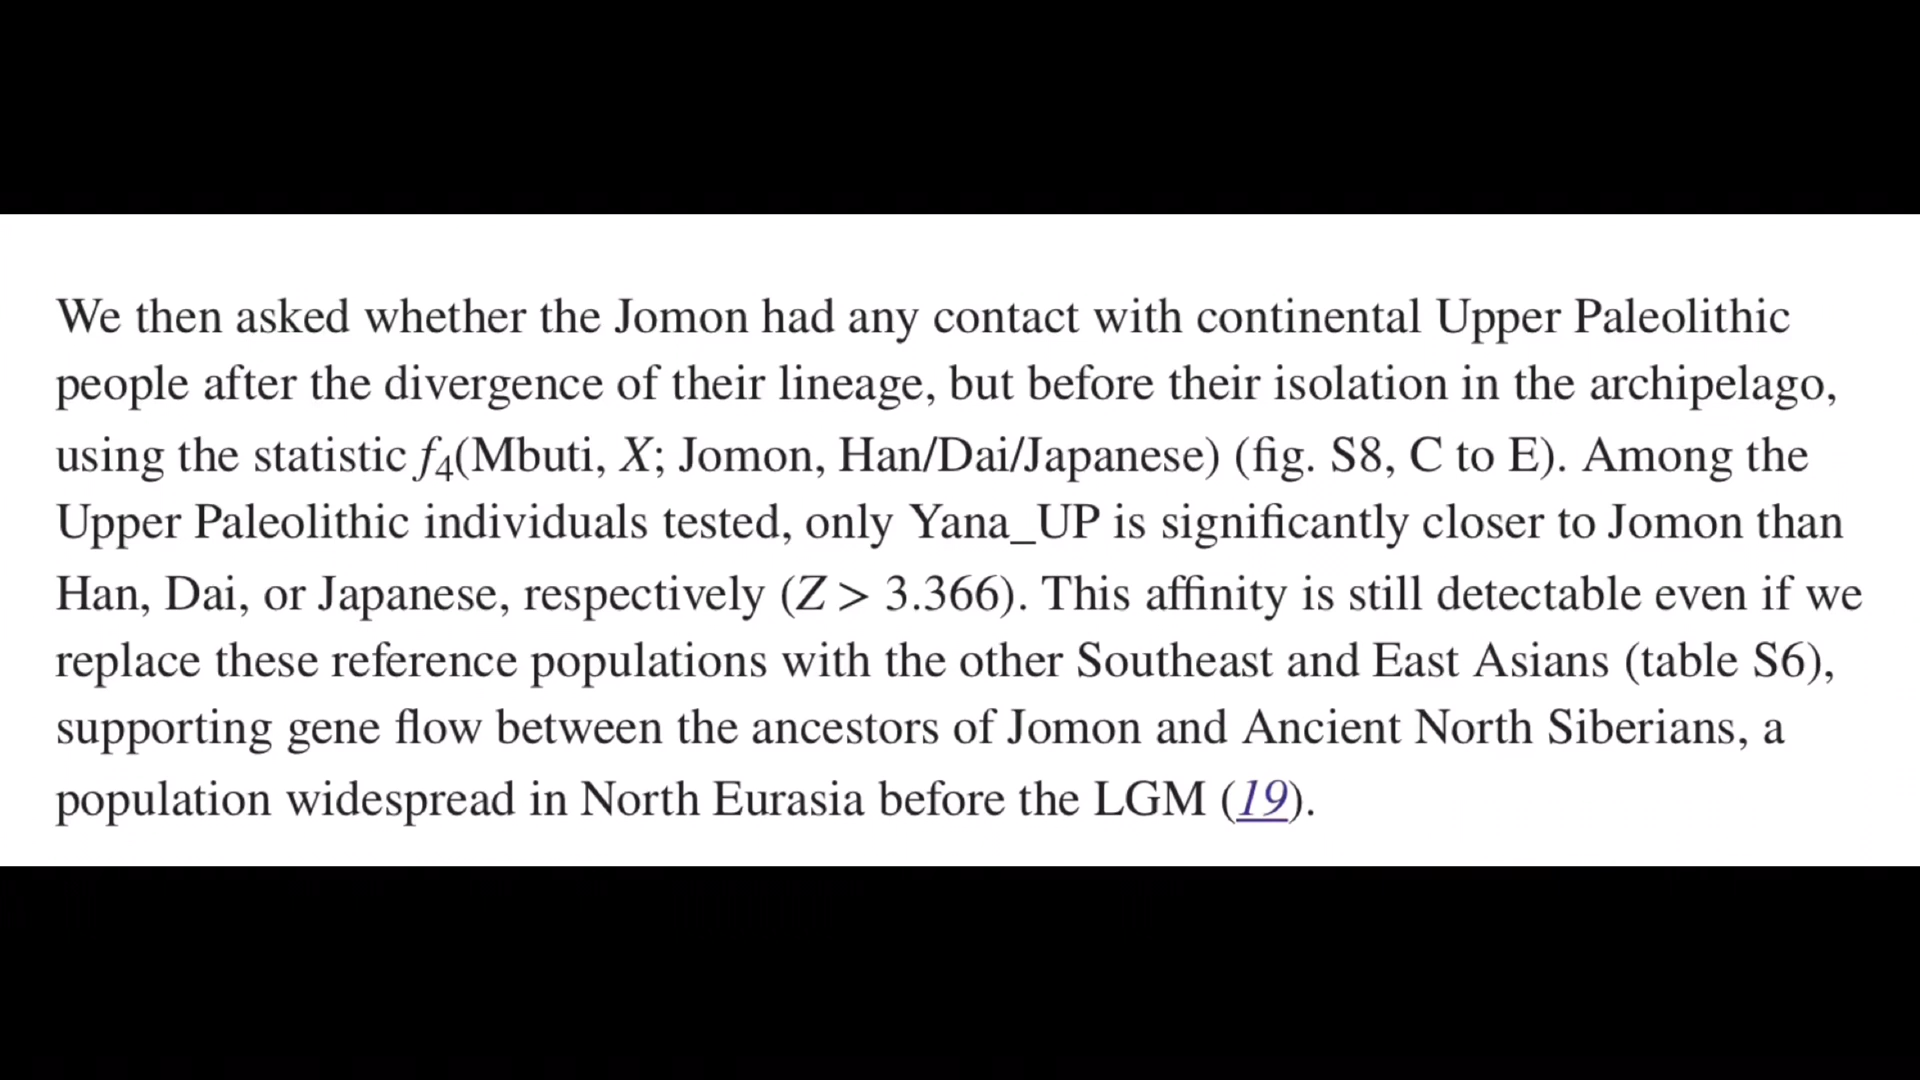 We then asked whether the Jomon had any contact with continental Upper Paleolithic
people after the divergence of their lineage, but before their isolation in the archipelago,
using the statistic f4(Mbuti, X; Jomon, Han/Dai/Japanese) (fig. S8, C to E). Among the
Upper Paleolithic individuals tested, only Yana_UP is significantly closer to Jomon than
Han, Dai, or Japanese, respectively (Z > 3.366). This affinity is still detectable even if we
replace these reference populations with the other Southeast and East Asians (table S6),
supporting gene flow between the ancestors of Jomon and Ancient North Siberians, a
population widespread in North Eurasia before the LGM (19).